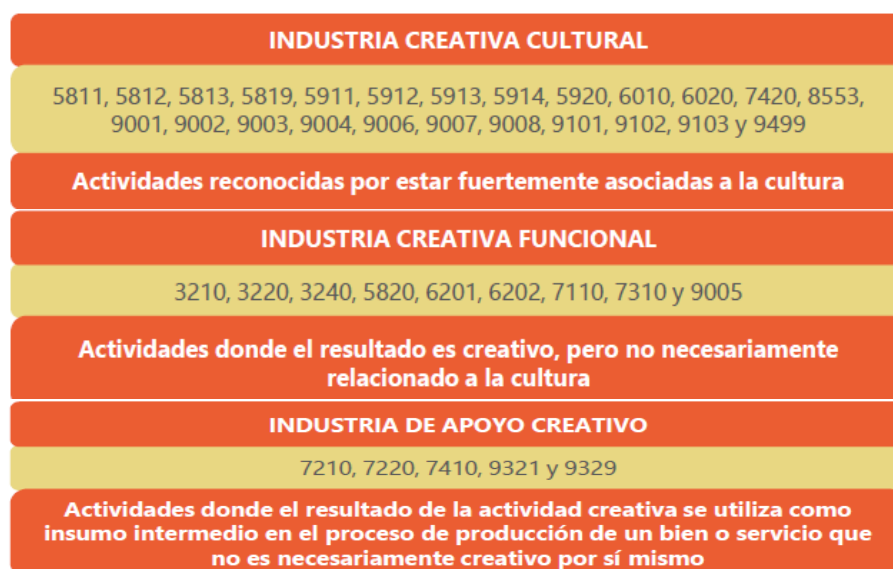 INDUSTRIA CREATIVA CULTURAL
5811, 5812, 5813, 5819, 5911, 5912, 5913, 5914, 5920, 6010, 6020, 7420, 8553,
9001, 9002, 9003, 9004, 9006, 9007, 9008, 9101, 9102, 9103 y 9499
Actividades reconocidas por estar fuertemente asociadas a la cultura
INDUSTRIA CREATIVA FUNCIONAL
3210, 3220, 3240, 5820, 6201, 6202, 7110, 7310 y 9005
Actividades donde el resultado es creativo, pero no necesariamente
relacionado a la cultura
INDUSTRIA DE APOYO CREATIVO
7210, 7220, 7410, 9321 y 9329
Actividades donde el resultado de la actividad creativa se utiliza como
insumo intermedio en el proceso de producción de un bien o servicio que
no es necesariamente creativo por sí mismo